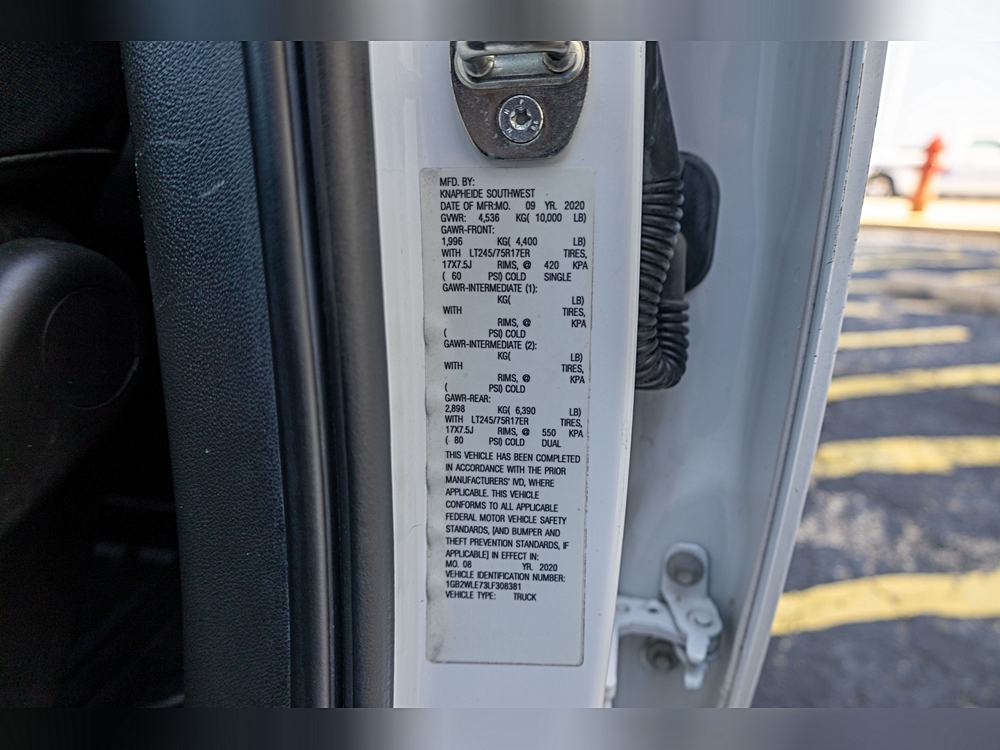 MFD. BY:
KNAPHEIDE SOUTHWEST
DATE OF MFR:MO. 09 YR. 2020
GVWR: 4,536 KG( 10,000 LB)
GAWR-FRONT:
1,996 KG( 4,400 LB)
WITH LT245/75R17ER TIRES,
17X7.5J RIMS, @ 420 KPA
( 60 PSI) COLD SINGLE
GAWR-INTERMEDIATE (1):
KG( LB)
WITH TIRES,
RIMS, @ KPA
( PSI) COLD
GAWR-INTERMEDIATE (2):
KG( LB)
WITH TIRES,
RIMS, @ KPA
( PSI) COLD
GAWR-REAR:
2,898 KG( 6,390 LB)
WITH LT245/75R17ER TIRES,
17X7.5J RIMS, @ 550 KPA
( 80 PSI) COLD DUAL
THIS VEHICLE HAS BEEN COMPLETED
IN ACCORDANCE WITH THE PRIOR
MANUFACTURERS' IVD, WHERE
APPLICABLE. THIS VEHICLE
CONFORMS TO ALL APPLICABLE
FEDERAL MOTOR VEHICLE SAFETY
STANDARDS, [AND BUMPER AND
THEFT PREVENTION STANDARDS, IF
APPLICABLE] IN EFFECT IN:
MO. 08 YR. 2020
VEHICLE IDENTIFICATION NUMBER:
1GB2WLE73LF308381
VEHICLE TYPE: TRUCK